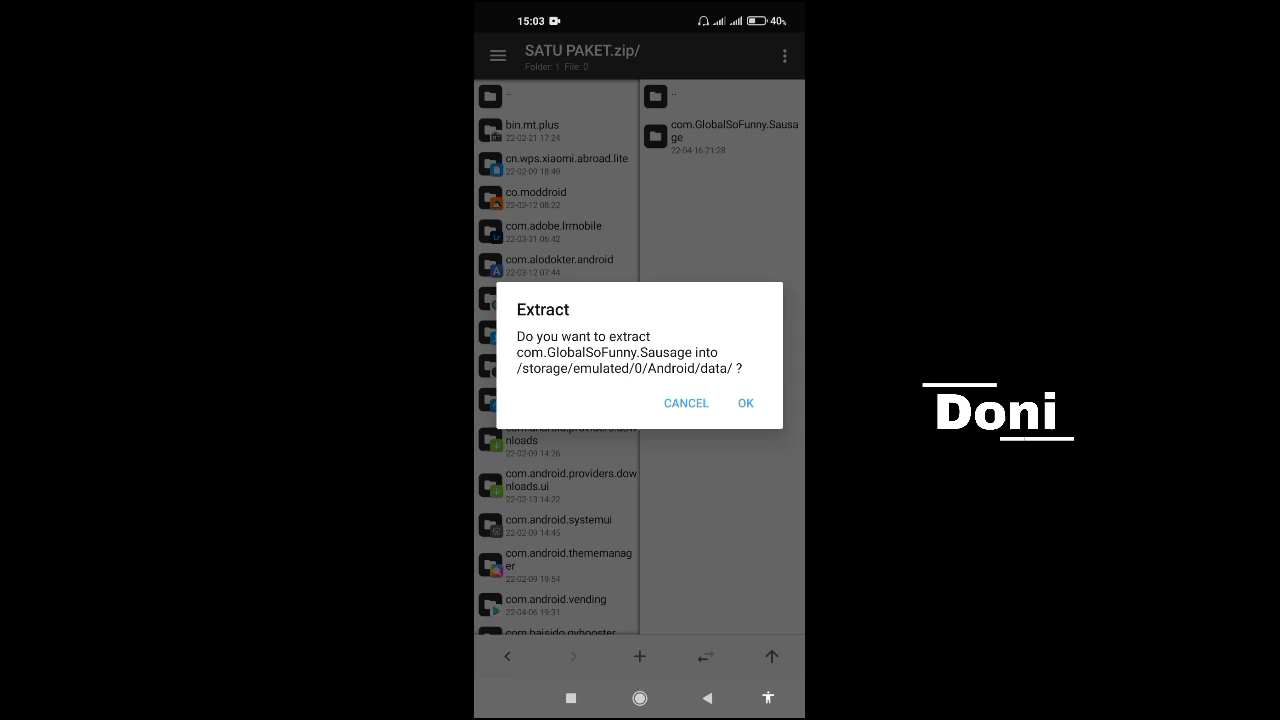 15:03
40%
SATU PAKET.zip/
Folder: 1 File: 0
..
bin.mt.plus
22-02-21 17:24
cn.wps.xiaomi.abroad.lite
22-02-09 18:49
co.moddroid
22-02-12 08:22
com.adobe.lrmobile
22-03-31 06:42
com.alodokter.android
22-03-12 07:44
..
com.GlobalSoFunny.Sausa
ge
22-04-16 21:28
Extract
Do you want to extract
com.GlobalSoFunny.Sausage into
/storage/emulated/0/Android/data/ ?
CANCEL OK
com.android.providers.dow
nloads
22-02-09 14:26
com.android.providers.dow
nloads.ui
22-02-13 14:22
com.android.systemui
22-02-09 14:45
com.android.thememanag
er
22-02-09 19:54
com.android.vending
22-04-06 19:31
Doni